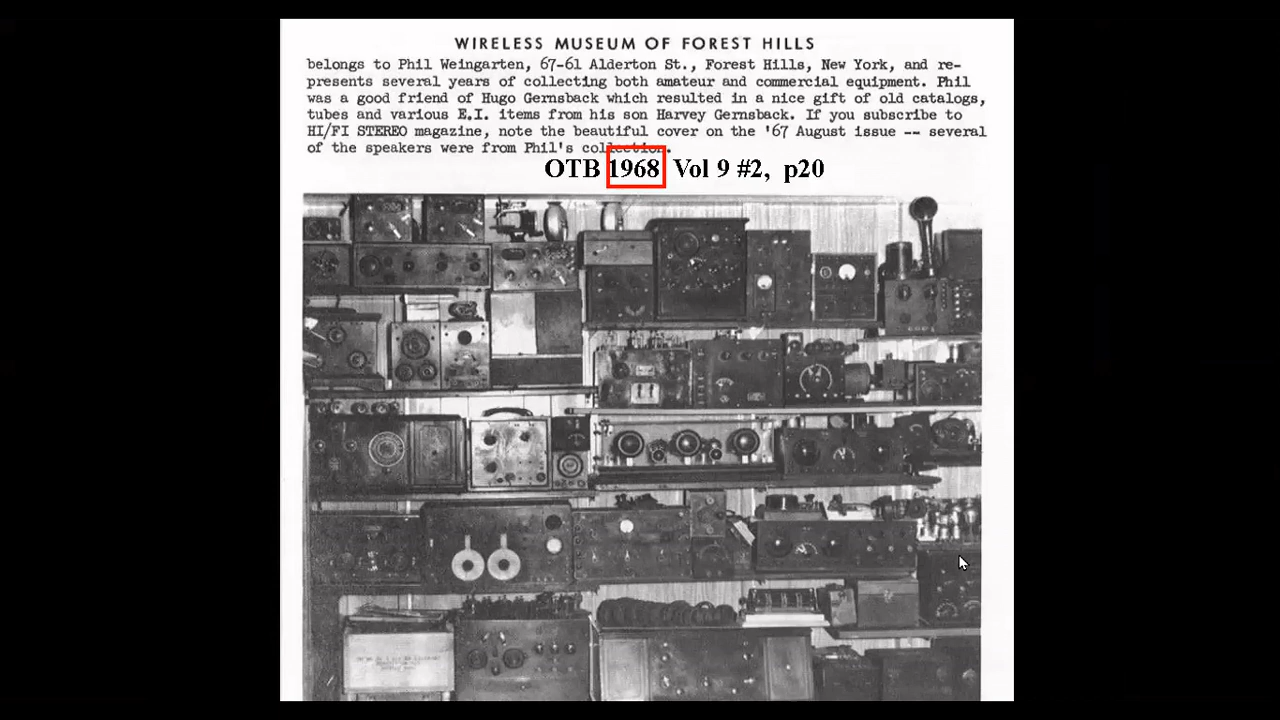 WIRELESS MUSEUM OF FOREST HILLS
belongs to Phil Weingarten, 67-61 Alderton St., Forest Hills, New York, and re-
presents several years of collecting both amateur and commercial equipment. Phil
was a good friend of Hugo Gernsback which resulted in a nice gift of old catalogs,
tubes and various E.I. items from his son Harvey Gernsback. If you subscribe to
HI/FI STEREO magazine, note the beautiful cover on the '67 August issue -- several
of the speakers were from Phil's collection.
OTB 1968 Vol 9 #2, p20